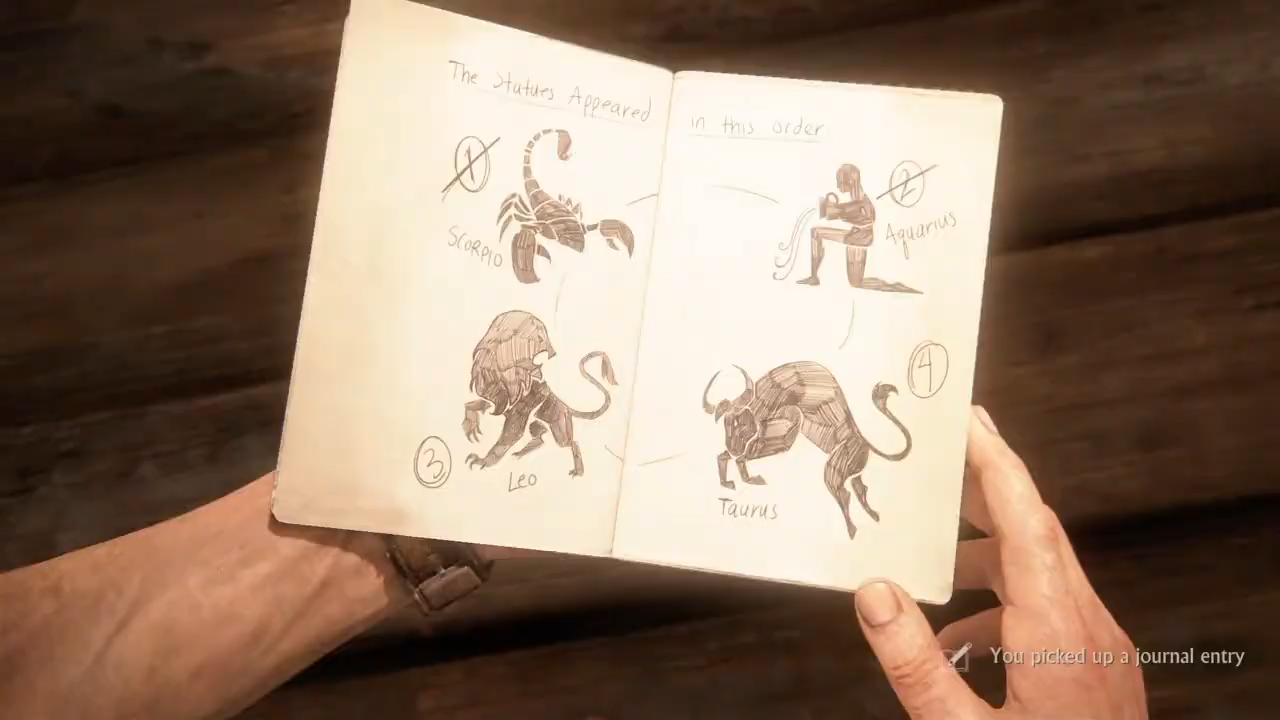 The Statues Appeared
in this order
1
2
SCORPIO
Aquarius
3
Leo
4
Taurus
You picked up a journal entry